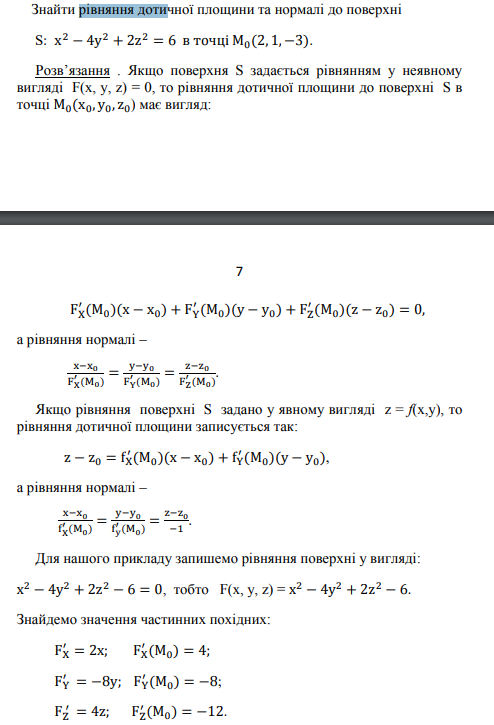 Знайти рівняння дотичної площини та нормалі до поверхні
S: x² − 4y² + 2z² = 6 в точці M₀(2, 1, −3).
Розв’язання . Якщо поверхня S задається рівнянням у неявному
вигляді F(x, y, z) = 0, то рівняння дотичної площини до поверхні S в
точці M₀(x₀, y₀, z₀) має вигляд:
7
F′X(M₀)(x − x₀) + F′Y(M₀)(y − y₀) + F′Z(M₀)(z − z₀) = 0,
а рівняння нормалі –
(x−x₀)/(F′X(M₀)) = (y−y₀)/(F′Y(M₀)) = (z−z₀)/(F′Z(M₀)).
Якщо рівняння поверхні S задано у явному вигляді z = f(x,y), то
рівняння дотичної площини записується так:
z − z₀ = f′X(M₀)(x − x₀) + f′Y(M₀)(y − y₀),
а рівняння нормалі –
(x−x₀)/(f′X(M₀)) = (y−y₀)/(f′y(M₀)) = (z−z₀)/(−1).
Для нашого прикладу запишемо рівняння поверхні у вигляді:
x² − 4y² + 2z² − 6 = 0, тобто F(x, y, z) = x² − 4y² + 2z² − 6.
Знайдемо значення частинних похідних:
F′X = 2x; F′X(M₀) = 4;
F′Y = −8y; F′Y(M₀) = −8;
F′Z = 4z; F′Z(M₀) = −12.